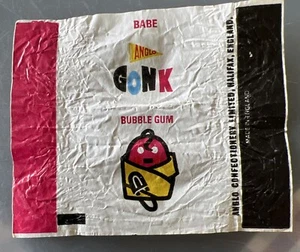 BABE
ANGLO
GONK
BUBBLE GUM
ANGLO CONFECTIONERY LIMITED, HALIFAX, ENGLAND.
MADE IN ENGLAND